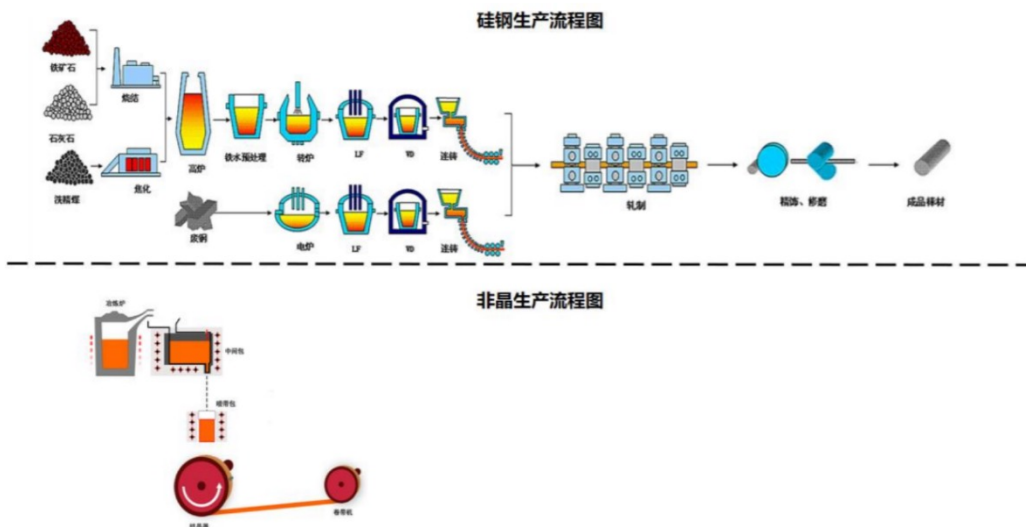 硅钢生产流程图
铁矿石
烧结
石灰石
洗精煤
焦化
高炉
铁水预处理
转炉
LF
VD
连铸
废钢
电炉
LF
VD
连铸
轧制
精饰、修磨
成品棒材
非晶生产流程图
冶炼炉
中间包
喷带包
卷带机